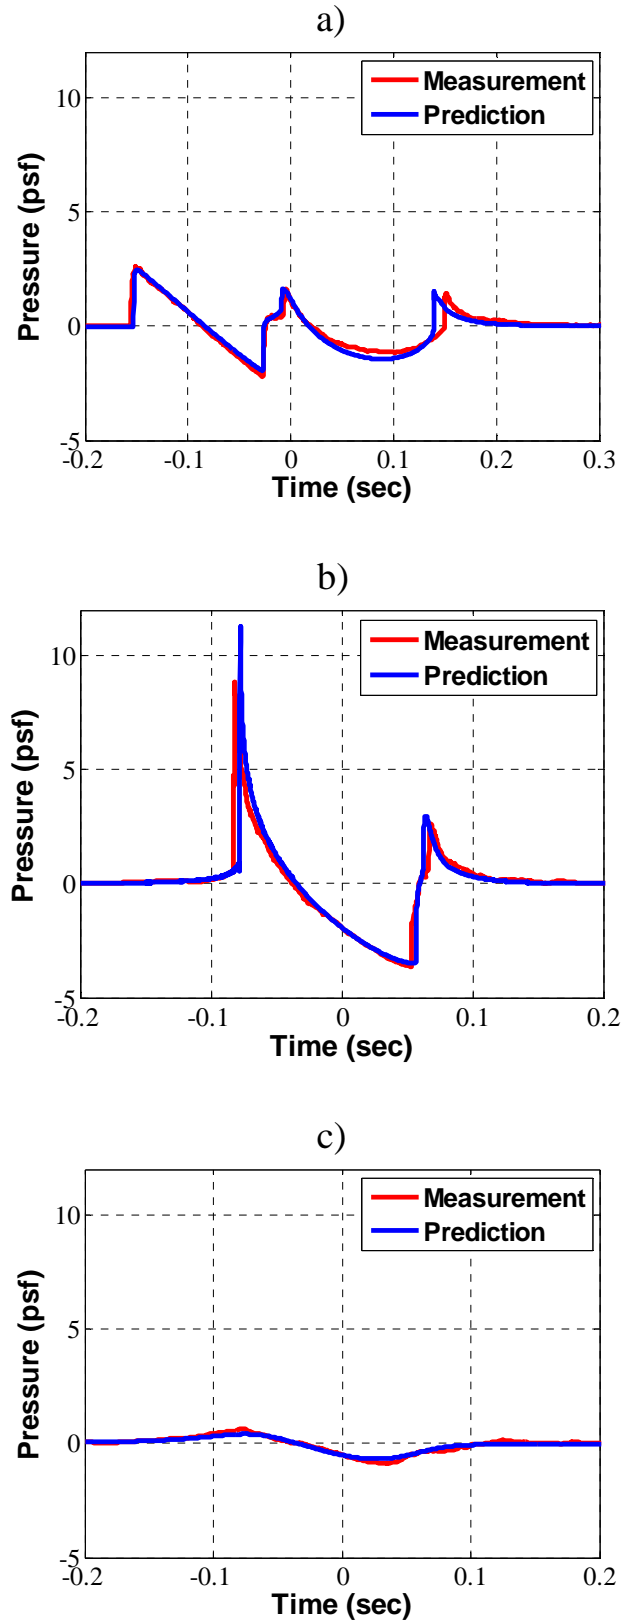 a)
Measurement
Prediction
10
5
0
-5
Pressure (psf)
-0.2 -0.1 0 0.1 0.2 0.3
Time (sec)
b)
Measurement
Prediction
10
5
0
-5
Pressure (psf)
-0.2 -0.1 0 0.1 0.2
Time (sec)
c)
Measurement
Prediction
10
5
0
-5
Pressure (psf)
-0.2 -0.1 0 0.1 0.2
Time (sec)